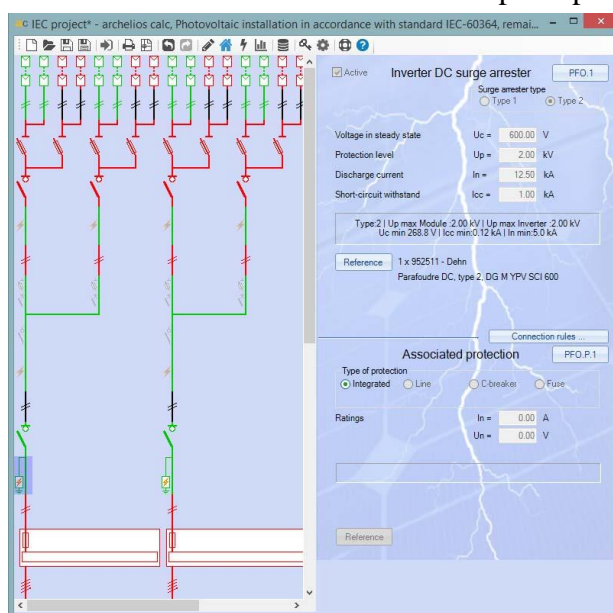 IEC project* - archelios calc, Photovoltaic installation in accordance with standard IEC-60364, remai...
Active Inverter DC surge arrester PFO.1
Surge arrester type
Type 1 Type 2
Voltage in steady state Uc = 600.00 V
Protection level Up = 2.00 kV
Discharge current In = 12.50 kA
Short-circuit withstand Icc = 1.00 kA
Type:2 | Up max Module :2.00 kV | Up max Inverter :2.00 kV
Uc min 268.8 V | Icc min:0.12 kA | In min:5.0 kA
Reference 1 x 952511 - Dehn
Parafoudre DC, type 2, DG M YPV SCI 600
Connection rules ...
Associated protection PFO.P.1
Type of protection
Integrated Line C-breaker Fuse
Ratings In = 0.00 A
Un = 0.00 V
Reference